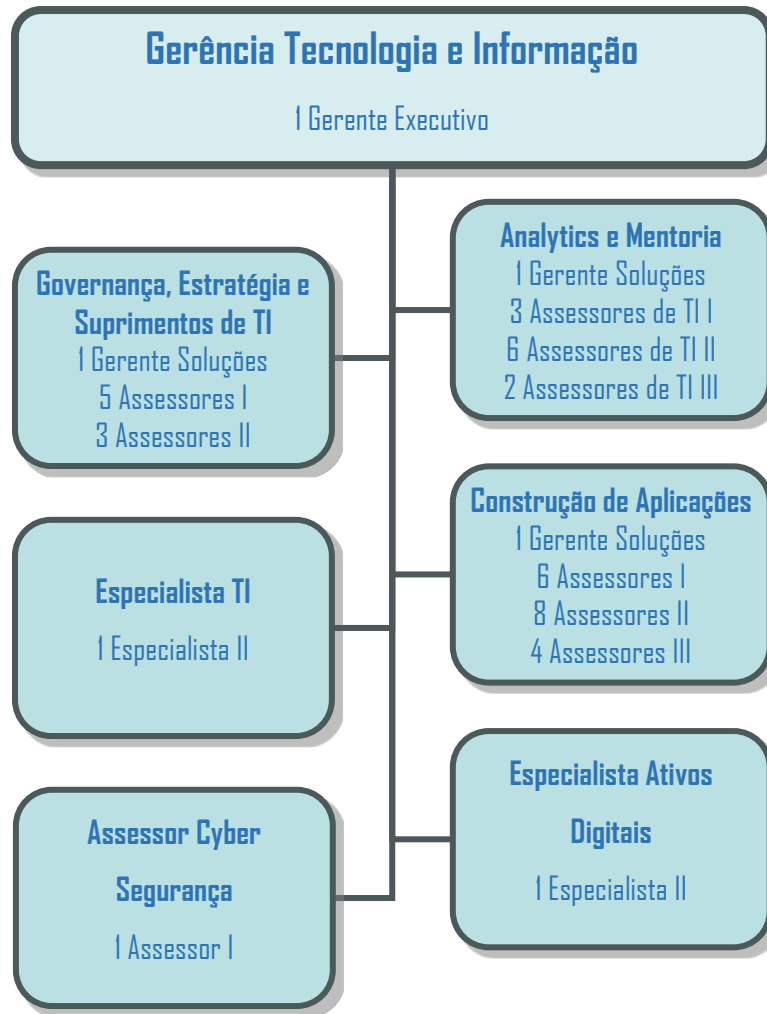 Gerência Tecnologia e Informação
1 Gerente Executivo
Governança, Estratégia e
Suprimentos de TI
1 Gerente Soluções
5 Assessores I
3 Assessores II
Analytics e Mentoria
1 Gerente Soluções
3 Assessores de TI I
6 Assessores de TI II
2 Assessores de TI III
Especialista TI
1 Especialista II
Construção de Aplicações
1 Gerente Soluções
6 Assessores I
8 Assessores II
4 Assessores III
Assessor Cyber
Segurança
1 Assessor I
Especialista Ativos
Digitais
1 Especialista II